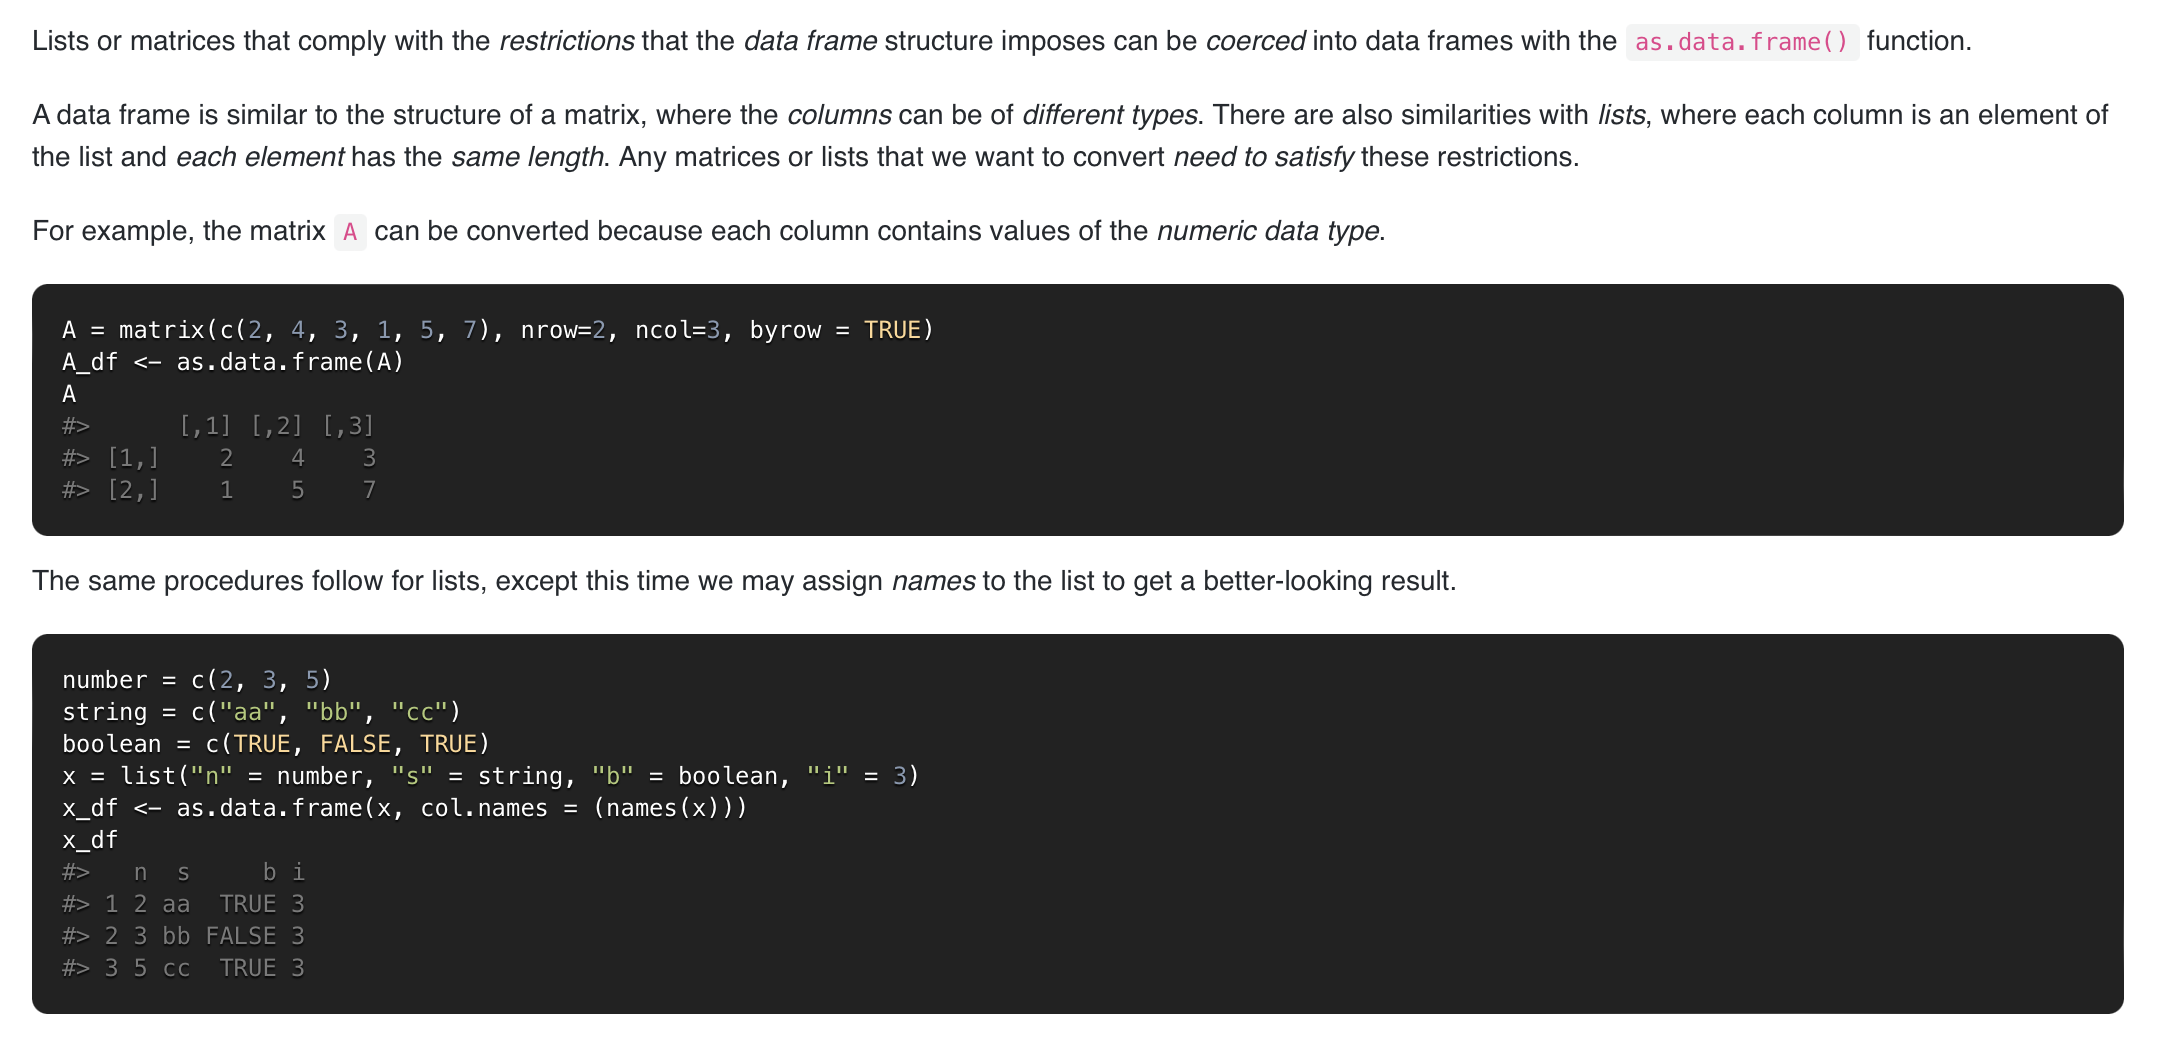 Lists or matrices that comply with the restrictions that the data frame structure imposes can be coerced into data frames with the as.data.frame() function.
A data frame is similar to the structure of a matrix, where the columns can be of different types. There are also similarities with lists, where each column is an element of
the list and each element has the same length. Any matrices or lists that we want to convert need to satisfy these restrictions.
For example, the matrix A can be converted because each column contains values of the numeric data type.
A = matrix(c(2, 4, 3, 1, 5, 7), nrow=2, ncol=3, byrow = TRUE)
A_df <- as.data.frame(A)
A
#>      [,1] [,2] [,3]
#> [1,]    2    4    3
#> [2,]    1    5    7
The same procedures follow for lists, except this time we may assign names to the list to get a better-looking result.
number = c(2, 3, 5)
string = c("aa", "bb", "cc")
boolean = c(TRUE, FALSE, TRUE)
x = list("n" = number, "s" = string, "b" = boolean, "i" = 3)
x_df <- as.data.frame(x, col.names = (names(x)))
x_df
#>   n  s     b i
#> 1 2 aa  TRUE 3
#> 2 3 bb FALSE 3
#> 3 5 cc  TRUE 3